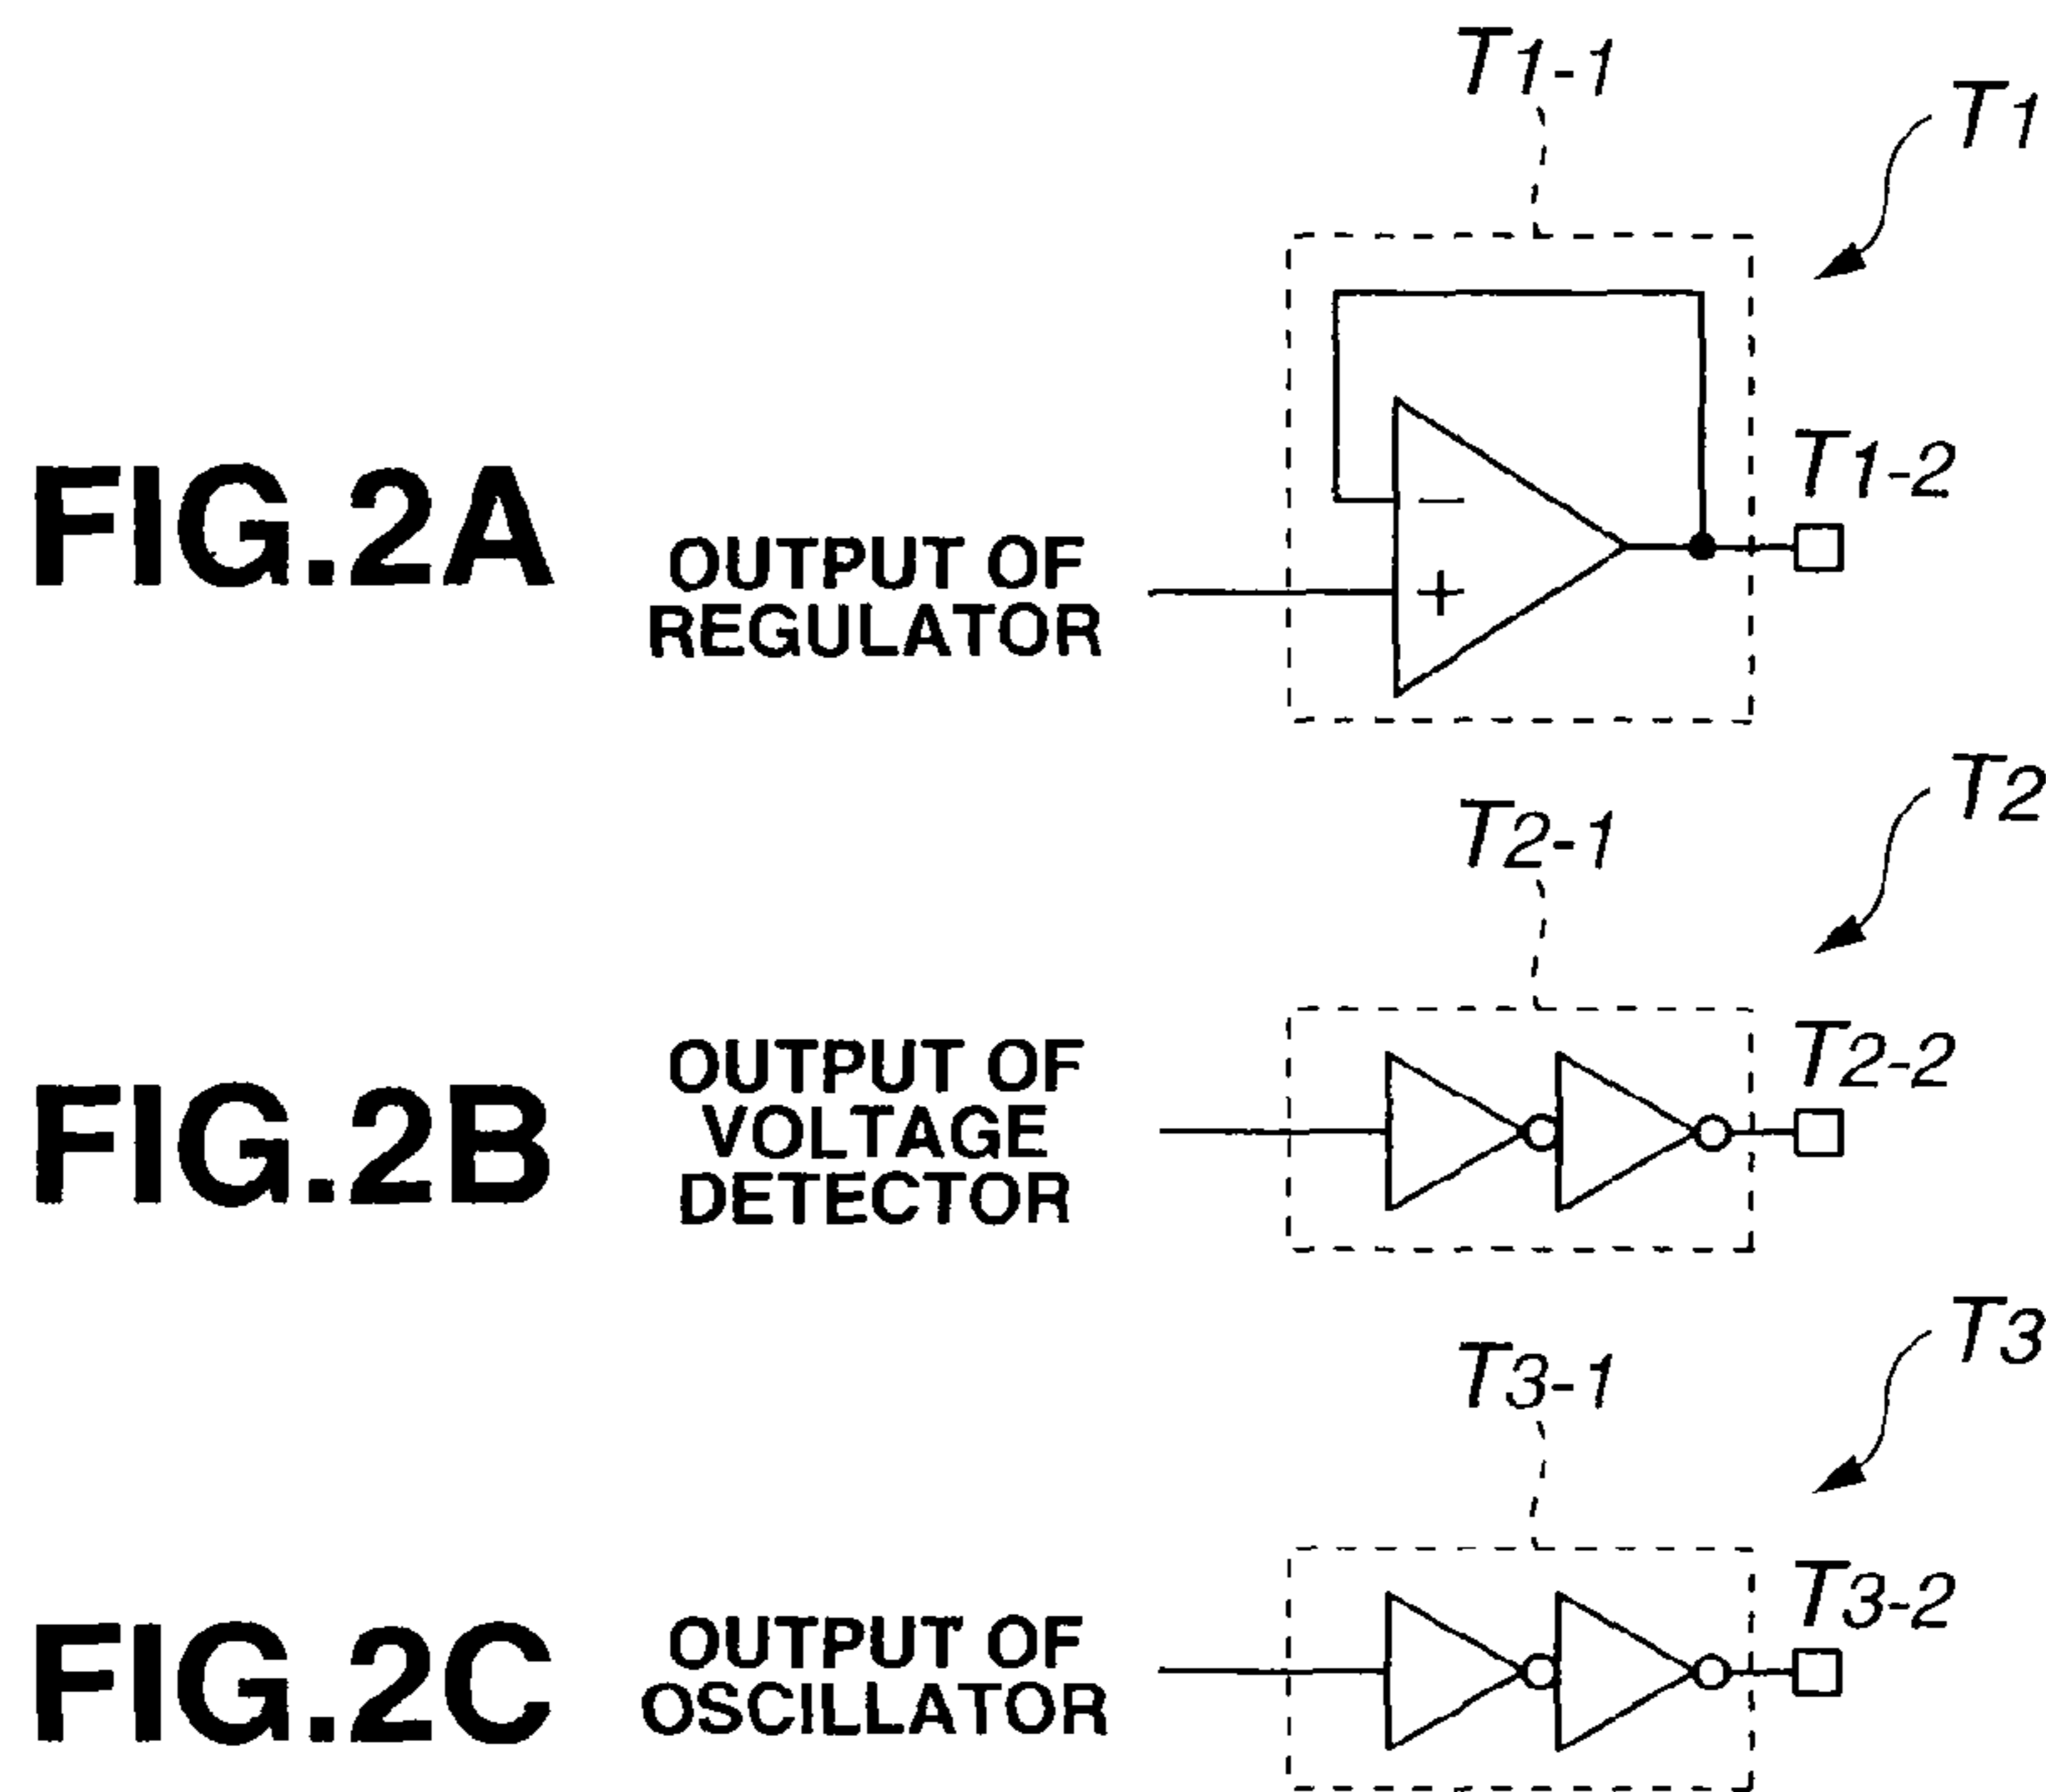 T1-1
T1
FIG.2A
OUTPUT OF
REGULATOR
−
+
T1-2
T2-1
T2
FIG.2B
OUTPUT OF
VOLTAGE
DETECTOR
T2-2
T3-1
T3
FIG.2C
OUTPUT OF
OSCILLATOR
T3-2